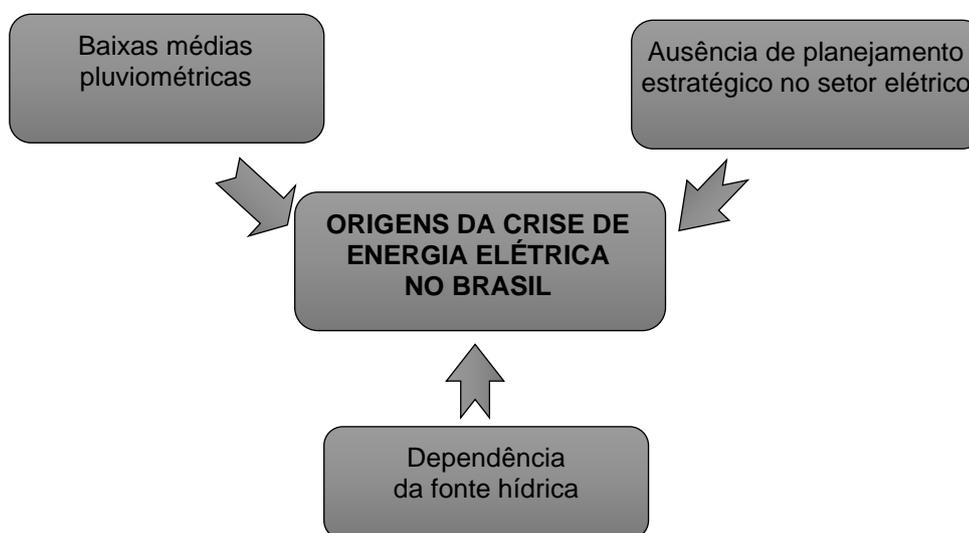 Baixas médias
pluviométricas
Ausência de planejamento
estratégico no setor elétrico
ORIGENS DA CRISE DE
ENERGIA ELÉTRICA
NO BRASIL
Dependência
da fonte hídrica